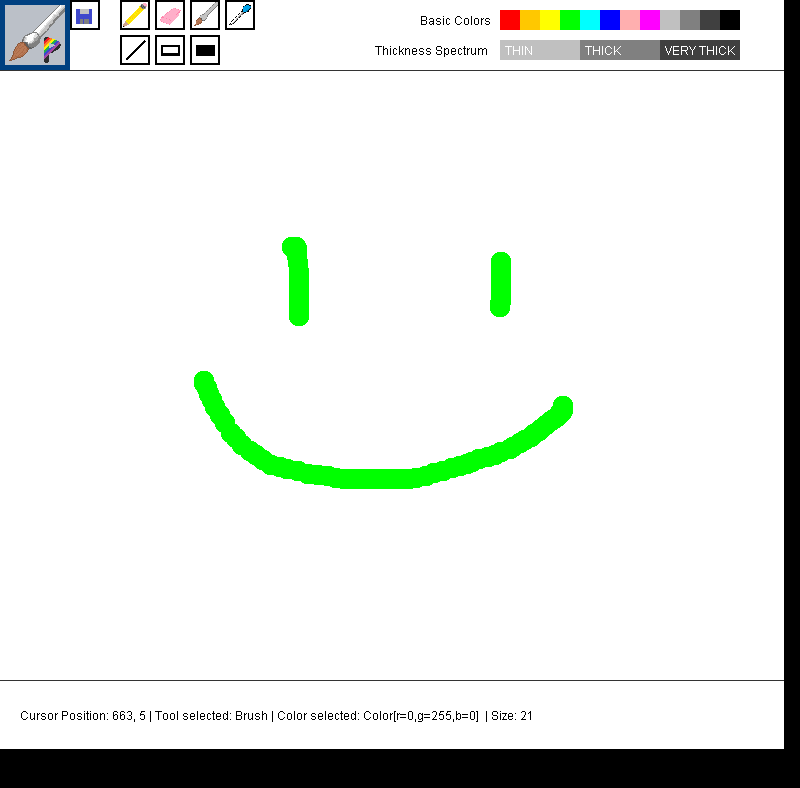 Basic Colors
Thickness Spectrum THIN THICK VERY THICK
Cursor Position: 663, 5 | Tool selected: Brush | Color selected: Color[r=0,g=255,b=0] | Size: 21